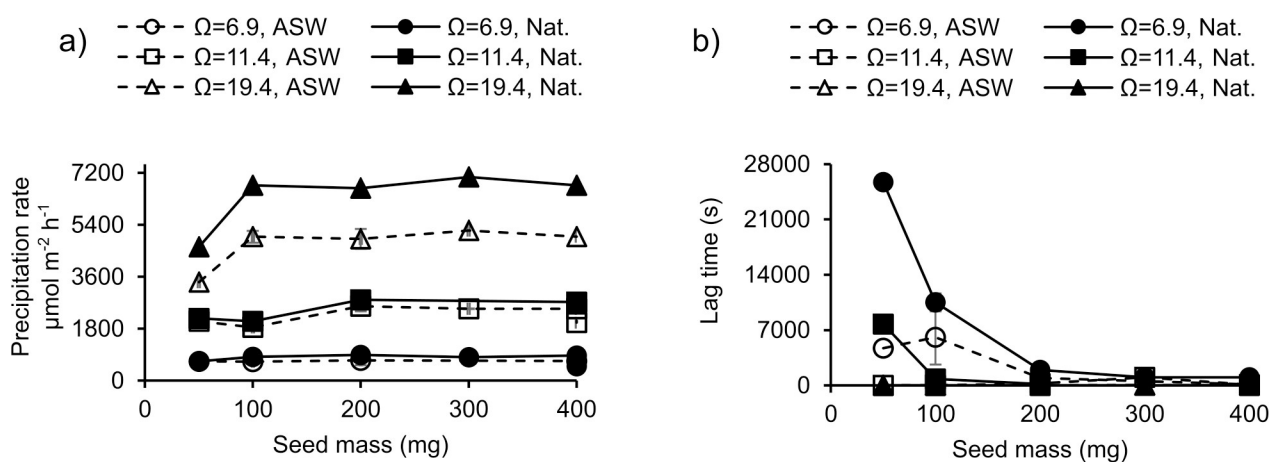 a)
Ω=6.9, ASW
Ω=6.9, Nat.
Ω=11.4, ASW
Ω=11.4, Nat.
Ω=19.4, ASW
Ω=19.4, Nat.
Precipitation rate
µmol m⁻² h⁻¹
7200
5400
3600
1800
0
0
100
200
300
400
Seed mass (mg)
b)
Ω=6.9, ASW
Ω=6.9, Nat.
Ω=11.4, ASW
Ω=11.4, Nat.
Ω=19.4, ASW
Ω=19.4, Nat.
Lag time (s)
28000
21000
14000
7000
0
0
100
200
300
400
Seed mass (mg)